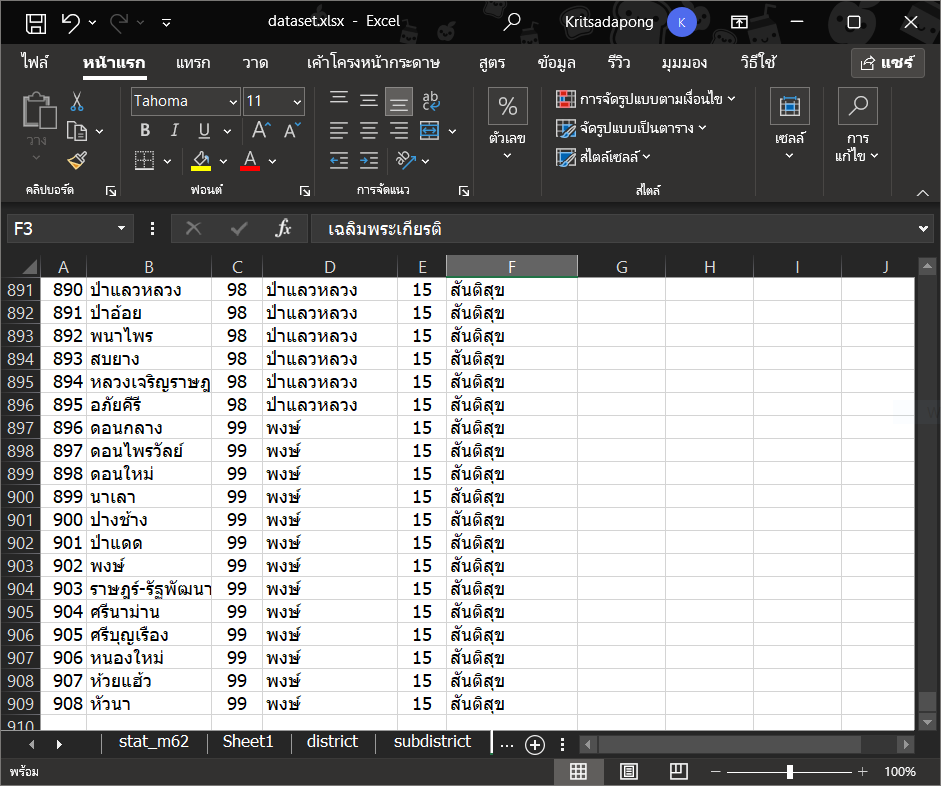 dataset.xlsx - Excel Kritsadapong K
ไฟล์ หน้าแรก แทรก วาด เค้าโครงหน้ากระดาษ สูตร ข้อมูล รีวิว มุมมอง วิธีใช้ แชร์
วาง Tahoma 11 B I U A A ab % ตัวเลข การจัดรูปแบบตามเงื่อนไข จัดรูปแบบเป็นตาราง สไตล์เซลล์ เซลล์ การแก้ไข
คลิปบอร์ด ฟอนต์ การจัดแนว สไตล์
F3 fx เฉลิมพระเกียรติ
A B C D E F G H I J
891 890 ป่าแลวหลวง 98 ป่าแลวหลวง 15 สันติสุข
892 891 ป่าอ้อย 98 ป่าแลวหลวง 15 สันติสุข
893 892 พนาไพร 98 ป่าแลวหลวง 15 สันติสุข
894 893 สบยาง 98 ป่าแลวหลวง 15 สันติสุข
895 894 หลวงเจริญราษฎ 98 ป่าแลวหลวง 15 สันติสุข
896 895 อภัยคีรี 98 ป่าแลวหลวง 15 สันติสุข
897 896 ดอนกลาง 99 พงษ์ 15 สันติสุข
898 897 ดอนไพรวัลย์ 99 พงษ์ 15 สันติสุข
899 898 ดอนใหม่ 99 พงษ์ 15 สันติสุข
900 899 นาเลา 99 พงษ์ 15 สันติสุข
901 900 ปางช้าง 99 พงษ์ 15 สันติสุข
902 901 ป่าแดด 99 พงษ์ 15 สันติสุข
903 902 พงษ์ 99 พงษ์ 15 สันติสุข
904 903 ราษฎร์-รัฐพัฒนา 99 พงษ์ 15 สันติสุข
905 904 ศรีนาม่าน 99 พงษ์ 15 สันติสุข
906 905 ศรีบุญเรือง 99 พงษ์ 15 สันติสุข
907 906 หนองใหม่ 99 พงษ์ 15 สันติสุข
908 907 ห้วยแฮ้ว 99 พงษ์ 15 สันติสุข
909 908 หัวนา 99 พงษ์ 15 สันติสุข
910
stat_m62 Sheet1 district subdistrict ...
พร้อม 100%